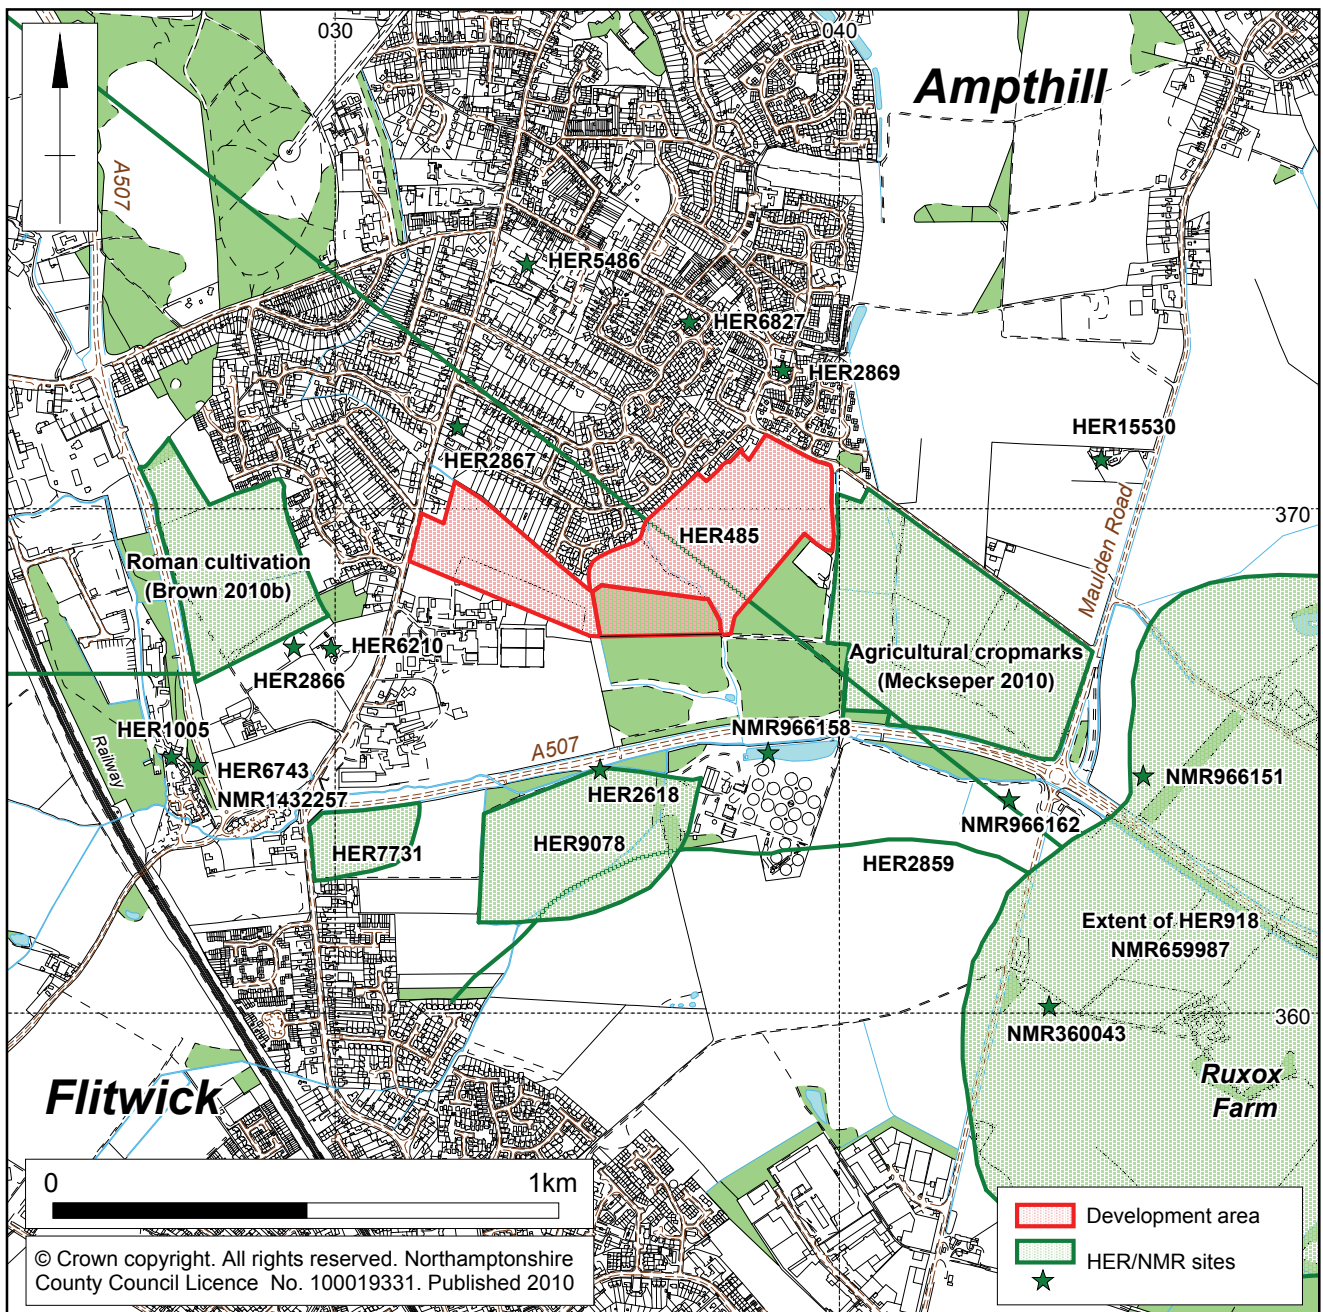 030
040
Ampthill
A507
HER5486
HER6827
HER2869
HER15530
HER2867
370
HER485
Maulden Road
Roman cultivation
(Brown 2010b)
HER6210
HER2866
Agricultural cropmarks
(Meckseper 2010)
HER1005
Railway
HER6743
NMR1432257
A507
NMR966158
HER2618
NMR966151
NMR966162
HER7731
HER9078
HER2859
Extent of HER918
NMR659987
360
NMR360043
Ruxox
Farm
Flitwick
0 1km
Development area
HER/NMR sites
© Crown copyright. All rights reserved. Northamptonshire
County Council Licence No. 100019331. Published 2010